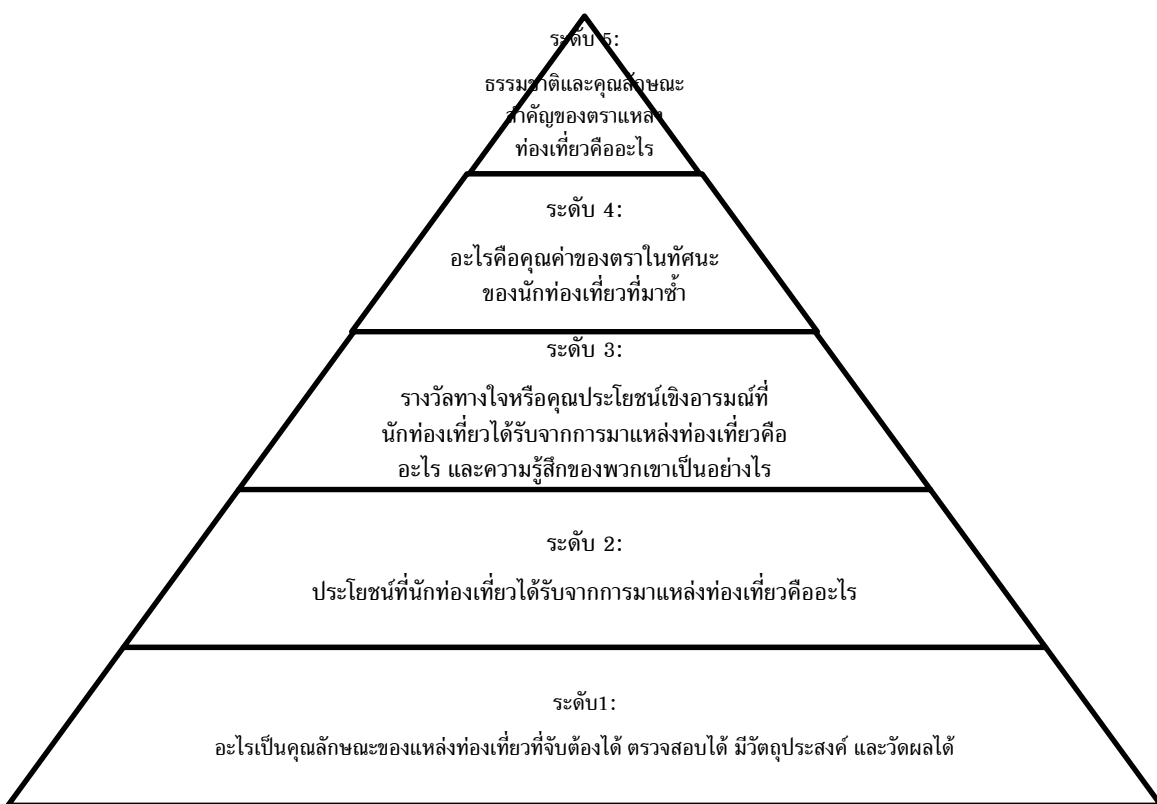 ระดับ 5:
ธรรมชาติและคุณลักษณะ
สำคัญของตราแหล่ง
ท่องเที่ยวคืออะไร
ระดับ 4:
อะไรคือคุณค่าของตราในทัศนะ
ของนักท่องเที่ยวที่มาซ้ำ
ระดับ 3:
รางวัลทางใจหรือคุณประโยชน์เชิงอารมณ์ที่
นักท่องเที่ยวได้รับจากการมาแหล่งท่องเที่ยวคือ
อะไร และความรู้สึกของพวกเขาเป็นอย่างไร
ระดับ 2:
ประโยชน์ที่นักท่องเที่ยวได้รับจากการมาแหล่งท่องเที่ยวคืออะไร
ระดับ1:
อะไรเป็นคุณลักษณะของแหล่งท่องเที่ยวที่จับต้องได้ ตรวจสอบได้ มีวัตถุประสงค์ และวัดผลได้